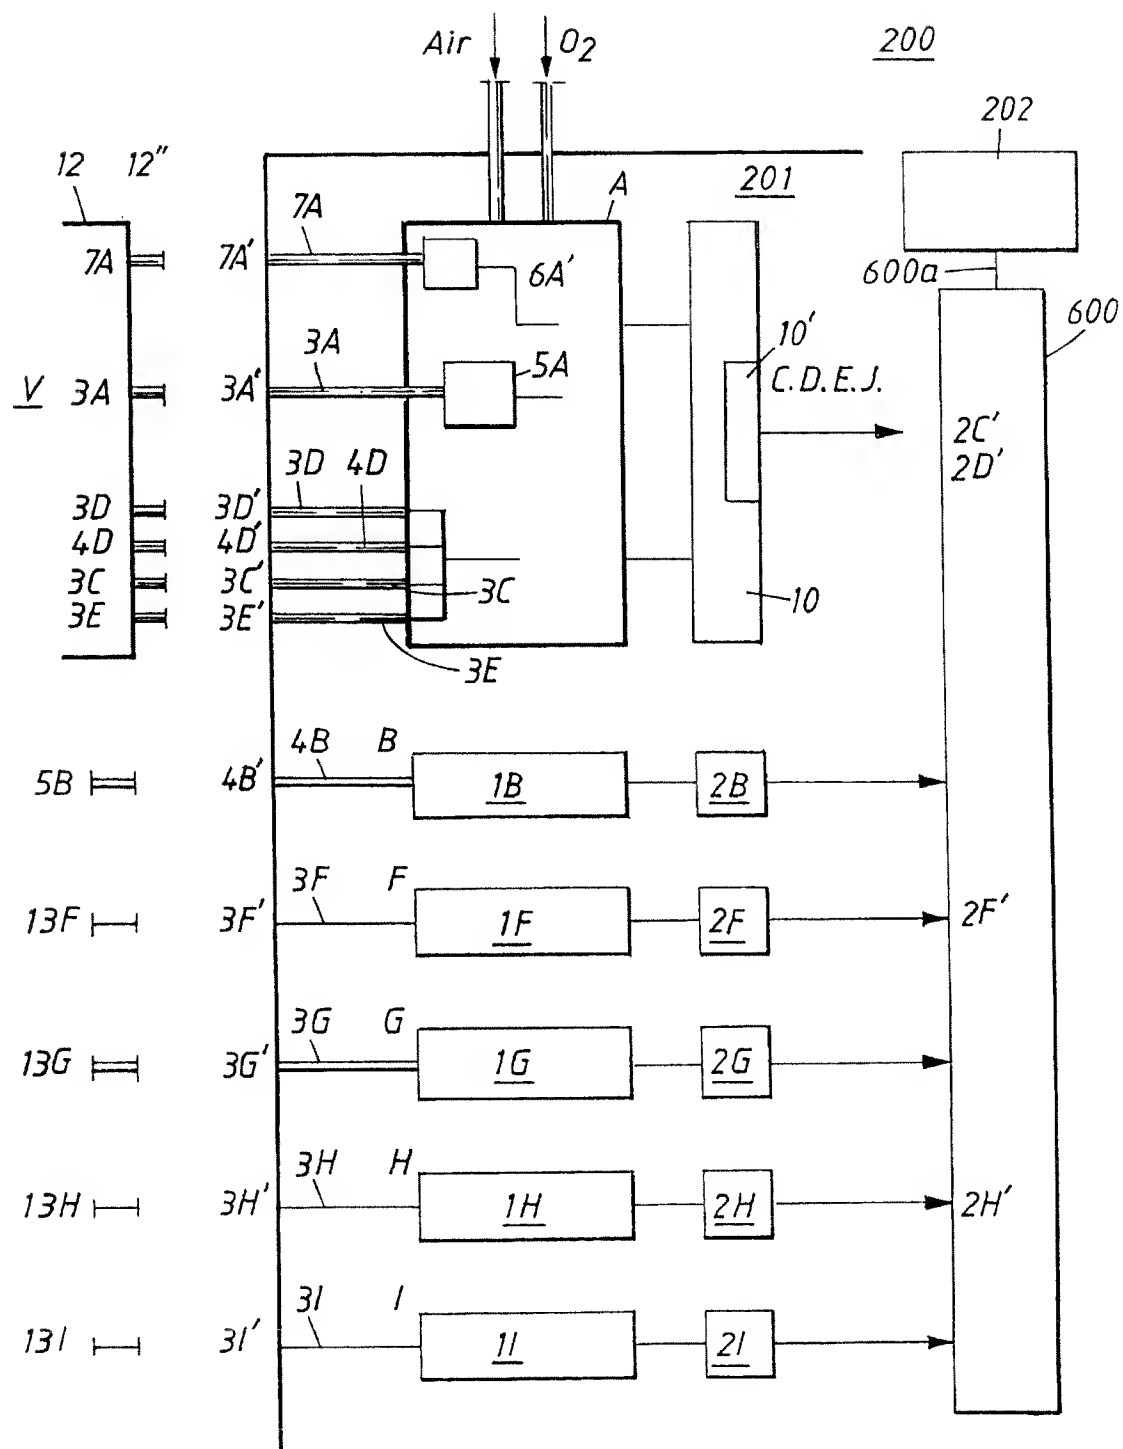 Air O2 200
202
12 12″ 201
7A A
7A 7A′ 6A′ 600a
600
3A 5A 10′
V 3A 3A′ C.D.E.J.
2C′
2D′
3D 4D
3D 3D′
4D 4D′
3C 3C′ 3C 10
3E 3E′
3E
4B B
5B 4B′ 1B 2B
3F F
13F 3F′ 1F 2F 2F′
3G G
13G 3G′ 1G 2G
3H H
13H 3H′ 1H 2H 2H′
3I I
13I 3I′ 1I 2I